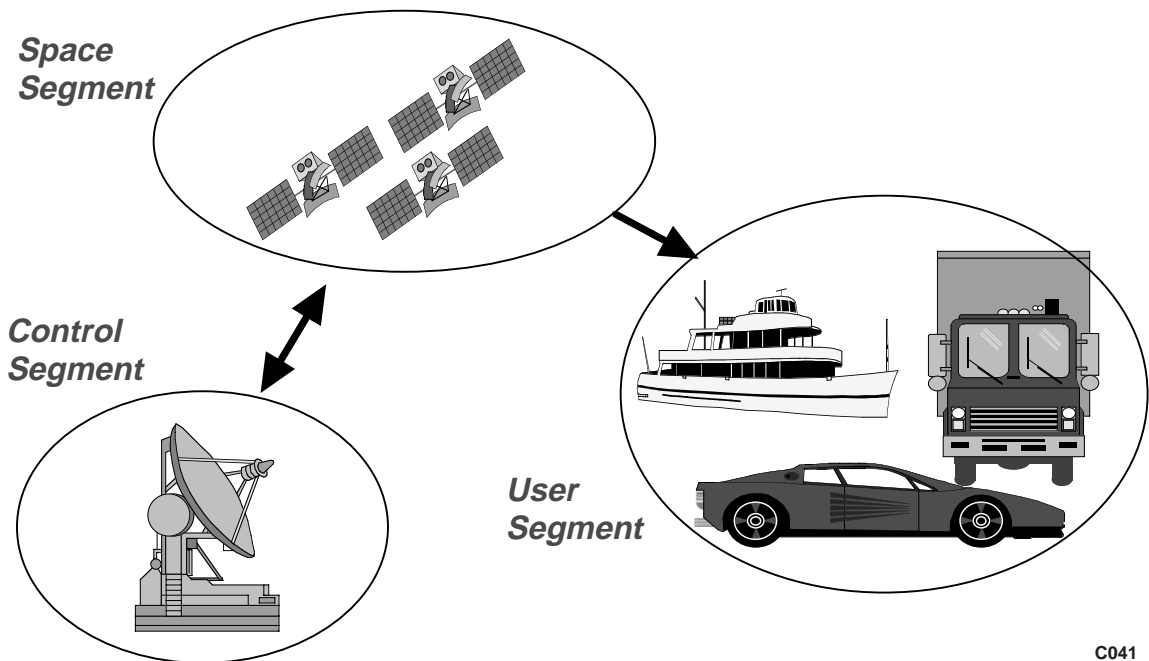 Space
Segment
Control
Segment
User
Segment
C041